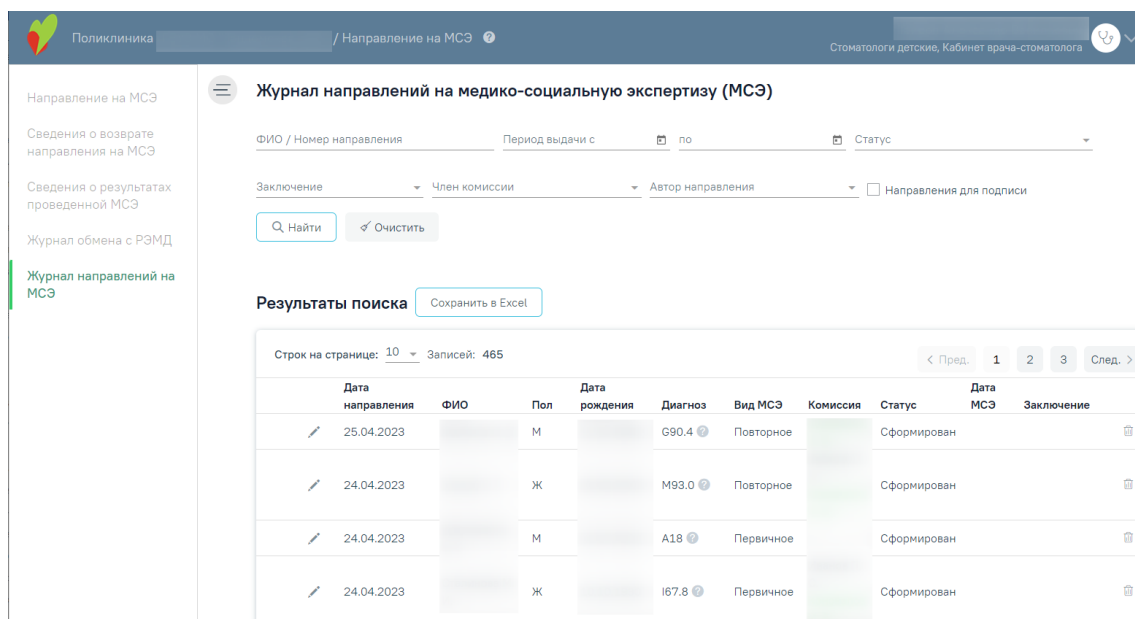 Поликлиника / Направление на МСЭ ?
Стоматологи детские, Кабинет врача-стоматолога
Направление на МСЭ
Сведения о возврате
направления на МСЭ
Сведения о результатах
проведенной МСЭ
Журнал обмена с РЭМД
Журнал направлений на
МСЭ
Журнал направлений на медико-социальную экспертизу (МСЭ)
ФИО / Номер направления Период выдачи с по Статус
Заключение Член комиссии Автор направления Направления для подписи
Найти Очистить
Результаты поиска Сохранить в Excel
Строк на странице: 10 Записей: 465 < Пред. 1 2 3 След. >
Дата направления ФИО Пол Дата рождения Диагноз Вид МСЭ Комиссия Статус Дата МСЭ Заключение
25.04.2023 М G90.4 ? Повторное Сформирован
24.04.2023 Ж M93.0 ? Повторное Сформирован
24.04.2023 М A18 ? Первичное Сформирован
24.04.2023 Ж I67.8 ? Первичное Сформирован